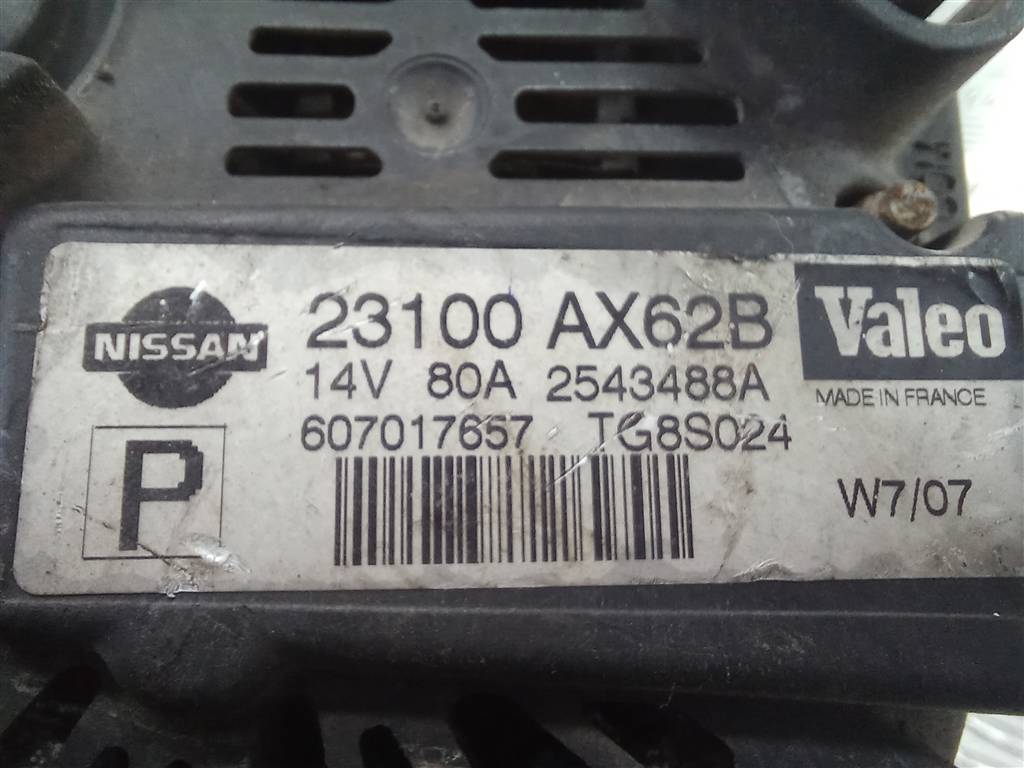 NISSAN
23100 AX62B
14V 80A 2543488A
607017657 TG8S024
P
Valeo
MADE IN FRANCE
W7/07